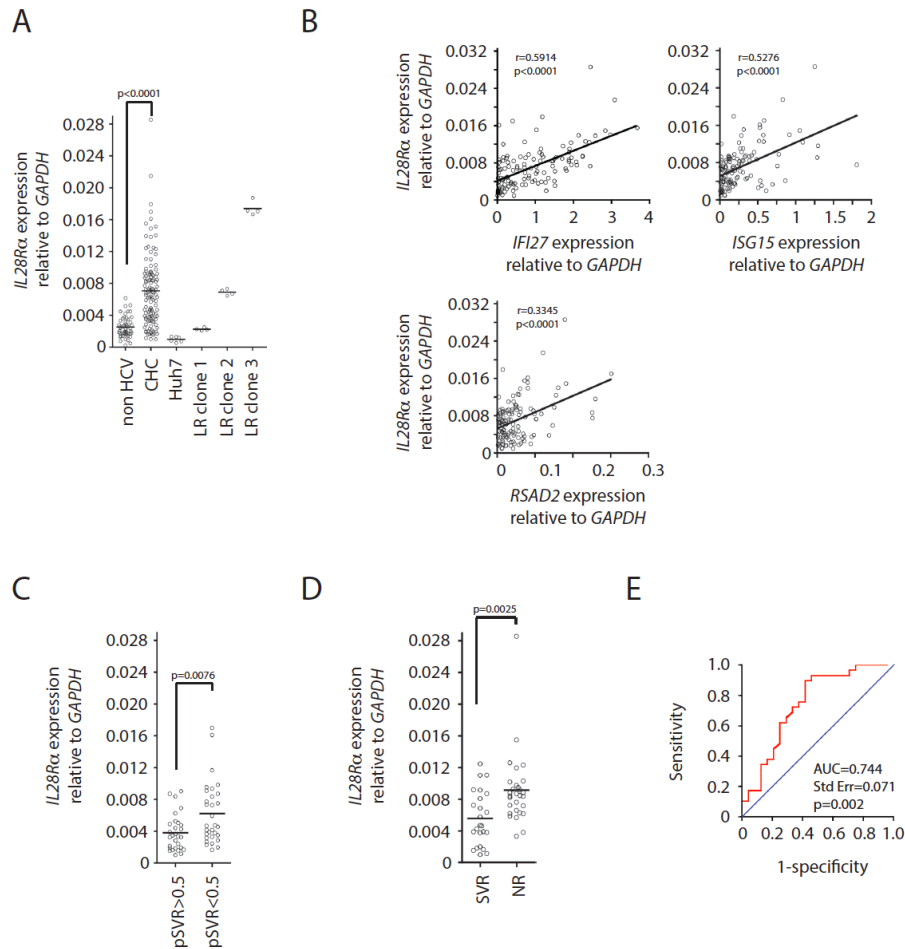 A
p<0.0001
IL28Rα expression
relative to GAPDH
0.028
0.024
0.020
0.016
0.012
0.008
0.004
0
non HCV
CHC
Huh7
LR clone 1
LR clone 2
LR clone 3
B
r=0.5914
p<0.0001
IL28Rα expression
relative to GAPDH
0.032
0.024
0.016
0.008
0
0 1 2 3 4
IFI27 expression
relative to GAPDH
r=0.5276
p<0.0001
0.032
0.024
0.016
0.008
0
0 0.5 1 1.5 2
ISG15 expression
relative to GAPDH
r=0.3345
p<0.0001
IL28Rα expression
relative to GAPDH
0.032
0.024
0.016
0.008
0
0 0.1 0.2 0.3
RSAD2 expression
relative to GAPDH
C
p=0.0076
IL28Rα expression
relative to GAPDH
0.028
0.024
0.020
0.016
0.012
0.008
0.004
0
pSVR>0.5
pSVR<0.5
D
p=0.0025
IL28Rα expression
relative to GAPDH
0.028
0.024
0.020
0.016
0.012
0.008
0.004
0
SVR
NR
E
Sensitivity
1.0
0.8
0.6
0.4
0.2
0
AUC=0.744
Std Err=0.071
p=0.002
0 0.2 0.4 0.6 0.8 1.0
1-specificity